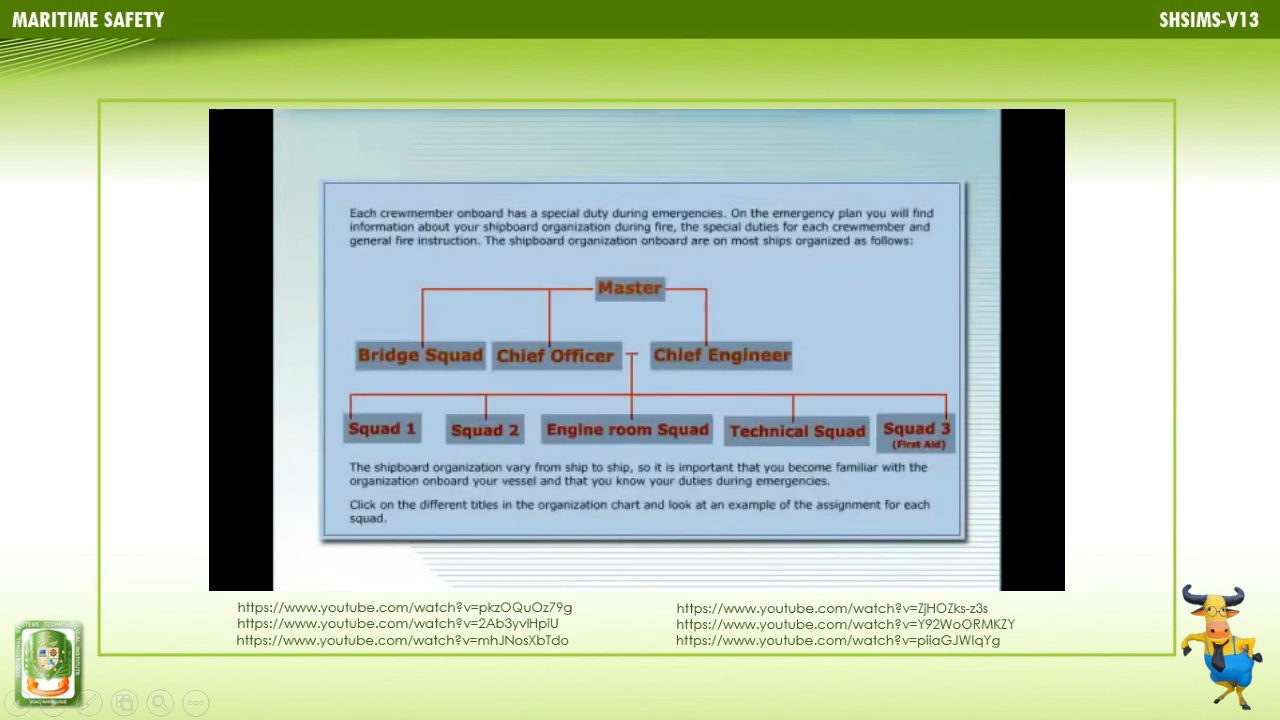 MARITIME SAFETY
SHSIMS-V13
Each crewmember onboard has a special duty during emergencies. On the emergency plan you will find
information about your shipboard organization during fire, the special duties for each crewmember and
general fire instruction. The shipboard organization onboard are on most ships organized as follows:
Master
Bridge Squad
Chief Officer
Chief Engineer
Squad 1
Squad 2
Engine room Squad
Technical Squad
Squad 3
(First Aid)
The shipboard organization vary from ship to ship, so it is important that you become familiar with the
organization onboard your vessel and that you know your duties during emergencies.
Click on the different titles in the organization chart and look at an example of the assignment for each
squad.
https://www.youtube.com/watch?v=pkzOQuOz79g
https://www.youtube.com/watch?v=2Ab3yvlHpiU
https://www.youtube.com/watch?v=mhJNosXbTdo
https://www.youtube.com/watch?v=ZjHOZks-z3s
https://www.youtube.com/watch?v=Y92WoORMKZY
https://www.youtube.com/watch?v=piiaGJWIqYg